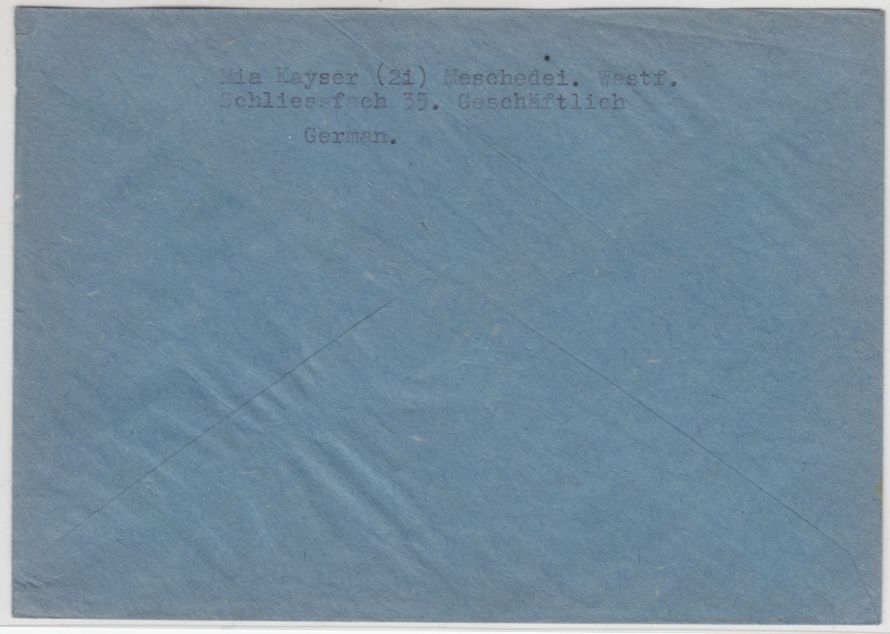 Mia Kayser (21) Meschedei. Westf.
Schliessfach 35. Geschäftlich
German.